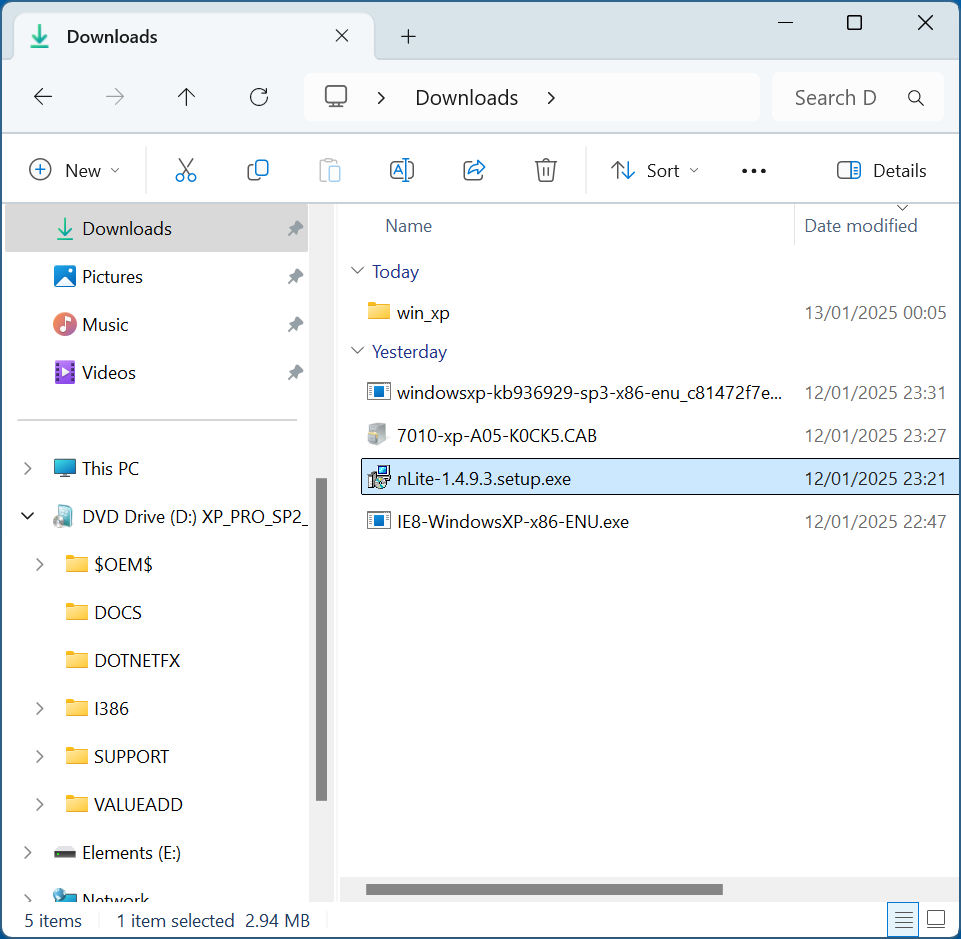 Downloads
Downloads
Search D
New
Sort
Details
Downloads
Pictures
Music
Videos
This PC
DVD Drive (D:) XP_PRO_SP2_
$OEM$
DOCS
DOTNETFX
I386
SUPPORT
VALUEADD
Elements (E:)
Network
Name
Date modified
Today
win_xp
13/01/2025 00:05
Yesterday
windowsxp-kb936929-sp3-x86-enu_c81472f7e...
12/01/2025 23:31
7010-xp-A05-K0CK5.CAB
12/01/2025 23:27
nLite-1.4.9.3.setup.exe
12/01/2025 23:21
IE8-WindowsXP-x86-ENU.exe
12/01/2025 22:47
5 items
1 item selected 2.94 MB